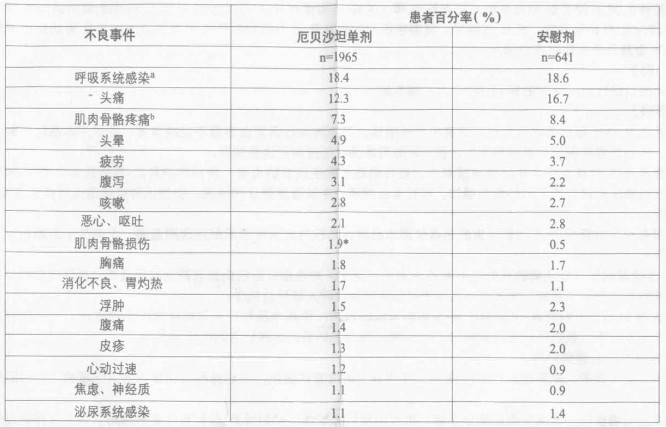 不良事件 患者百分率(%)
厄贝沙坦单剂 安慰剂
n=1965 n=641
呼吸系统感染a 18.4 18.6
头痛 12.3 16.7
肌肉骨骼疼痛b 7.3 8.4
头晕 4.9 5.0
疲劳 4.3 3.7
腹泻 3.1 2.2
咳嗽 2.8 2.7
恶心、呕吐 2.1 2.8
肌肉骨骼损伤 1.9* 0.5
胸痛 1.8 1.7
消化不良、胃灼热 1.7 1.1
浮肿 1.5 2.3
腹痛 1.4 2.0
皮疹 1.3 2.0
心动过速 1.2 0.9
焦虑、神经质 1.1 0.9
泌尿系统感染 1.1 1.4